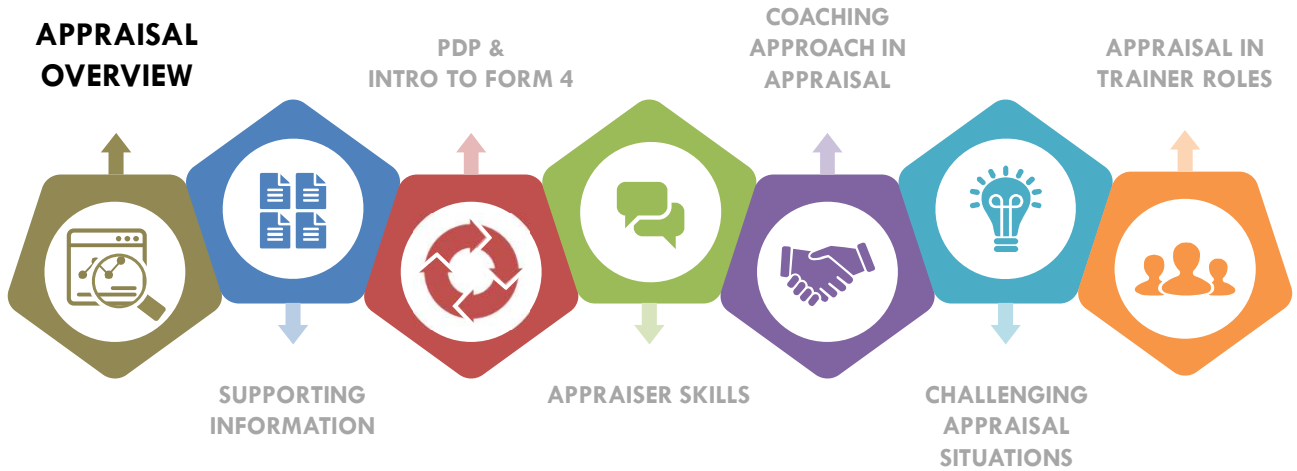 APPRAISAL
OVERVIEW
SUPPORTING
INFORMATION
PDP &
INTRO TO FORM 4
APPRAISER SKILLS
COACHING
APPROACH IN
APPRAISAL
CHALLENGING
APPRAISAL
SITUATIONS
APPRAISAL IN
TRAINER ROLES